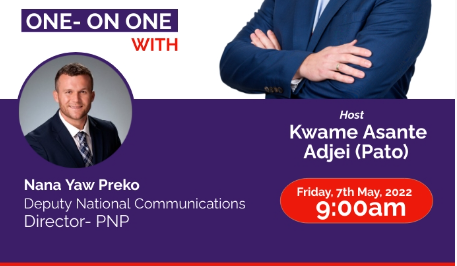 ONE- ON ONE
WITH
Nana Yaw Preko
Deputy National Communications
Director- PNP
Host
Kwame Asante
Adjei (Pato)
Friday, 7th May, 2022
9:00am